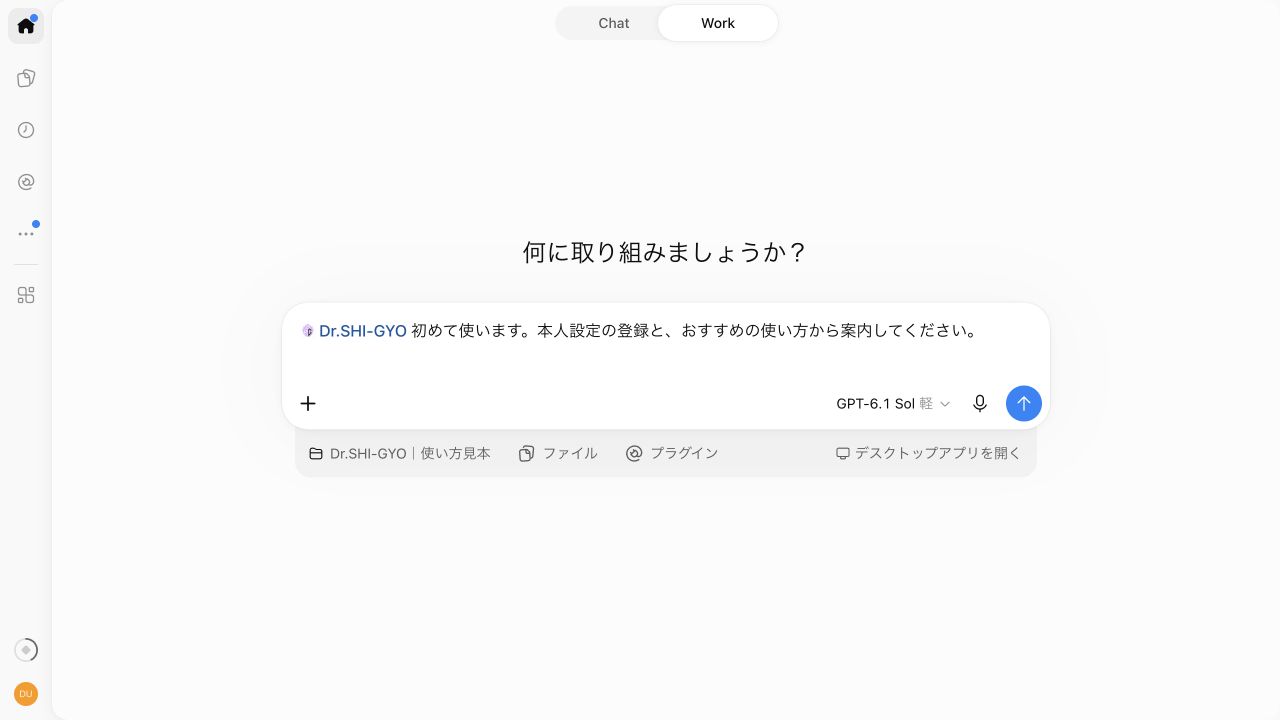 Chat
Work
何に取り組みましょうか？
Dr.SHI-GYO 初めて使います。本人設定の登録と、おすすめの使い方から案内してください。
GPT-6.1 Sol 軽
Dr.SHI-GYO｜使い方見本
ファイル
プラグイン
デスクトップアプリを開く
DU